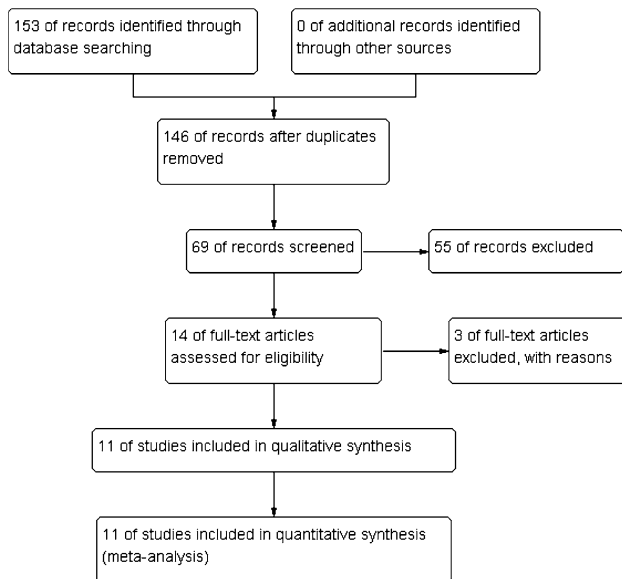 153 of records identified through
database searching
0 of additional records identified
through other sources
146 of records after duplicates
removed
69 of records screened
55 of records excluded
14 of full-text articles
assessed for eligibility
3 of full-text articles
excluded, with reasons
11 of studies included in qualitative synthesis
11 of studies included in quantitative synthesis
(meta-analysis)